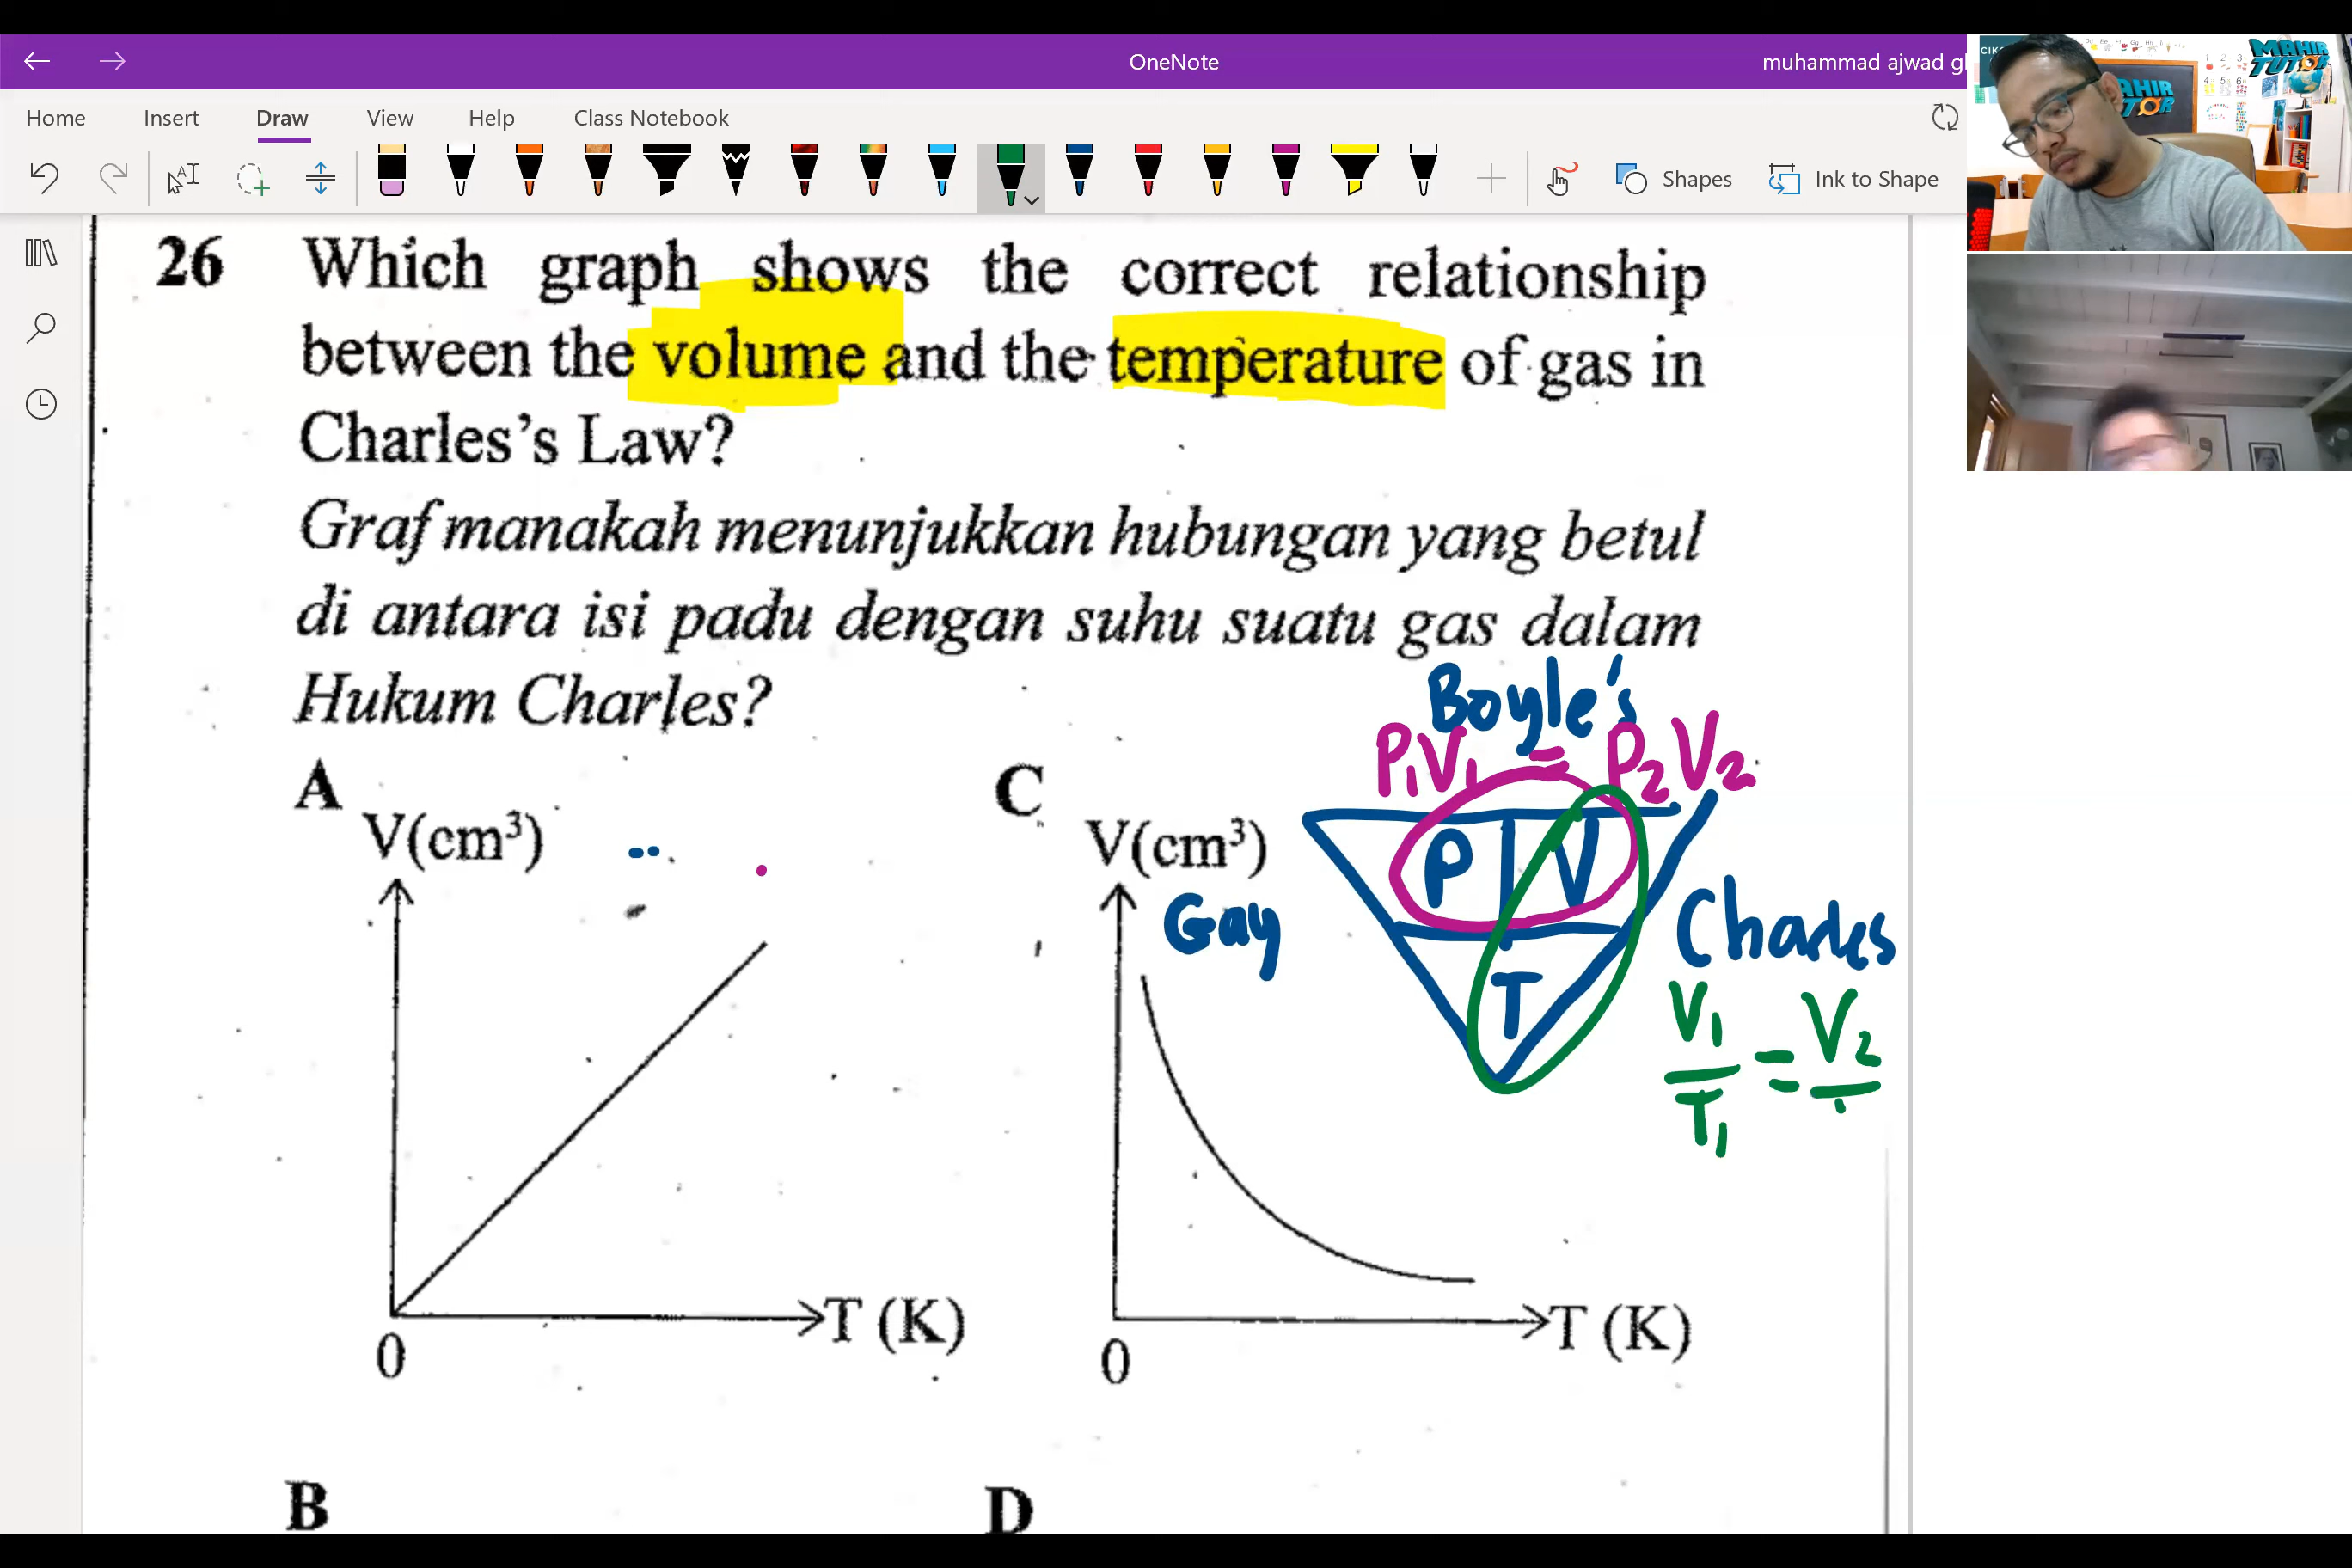 OneNote
muhammad ajwad g
Home Insert Draw View Help Class Notebook
Shapes Ink to Shape
MAHIR
TUTOR
26 Which graph shows the correct relationship
between the volume and the temperature of gas in
Charles's Law?
Graf manakah menunjukkan hubungan yang betul
di antara isi padu dengan suhu suatu gas dalam
Hukum Charles?
Boyle's
P₁V₁ = P₂V₂
A
V(cm³)
0
T (K)
C
V(cm³)
Gay
P V
T
Charles
V₁ = V₂
T₁
0
T (K)
B
D